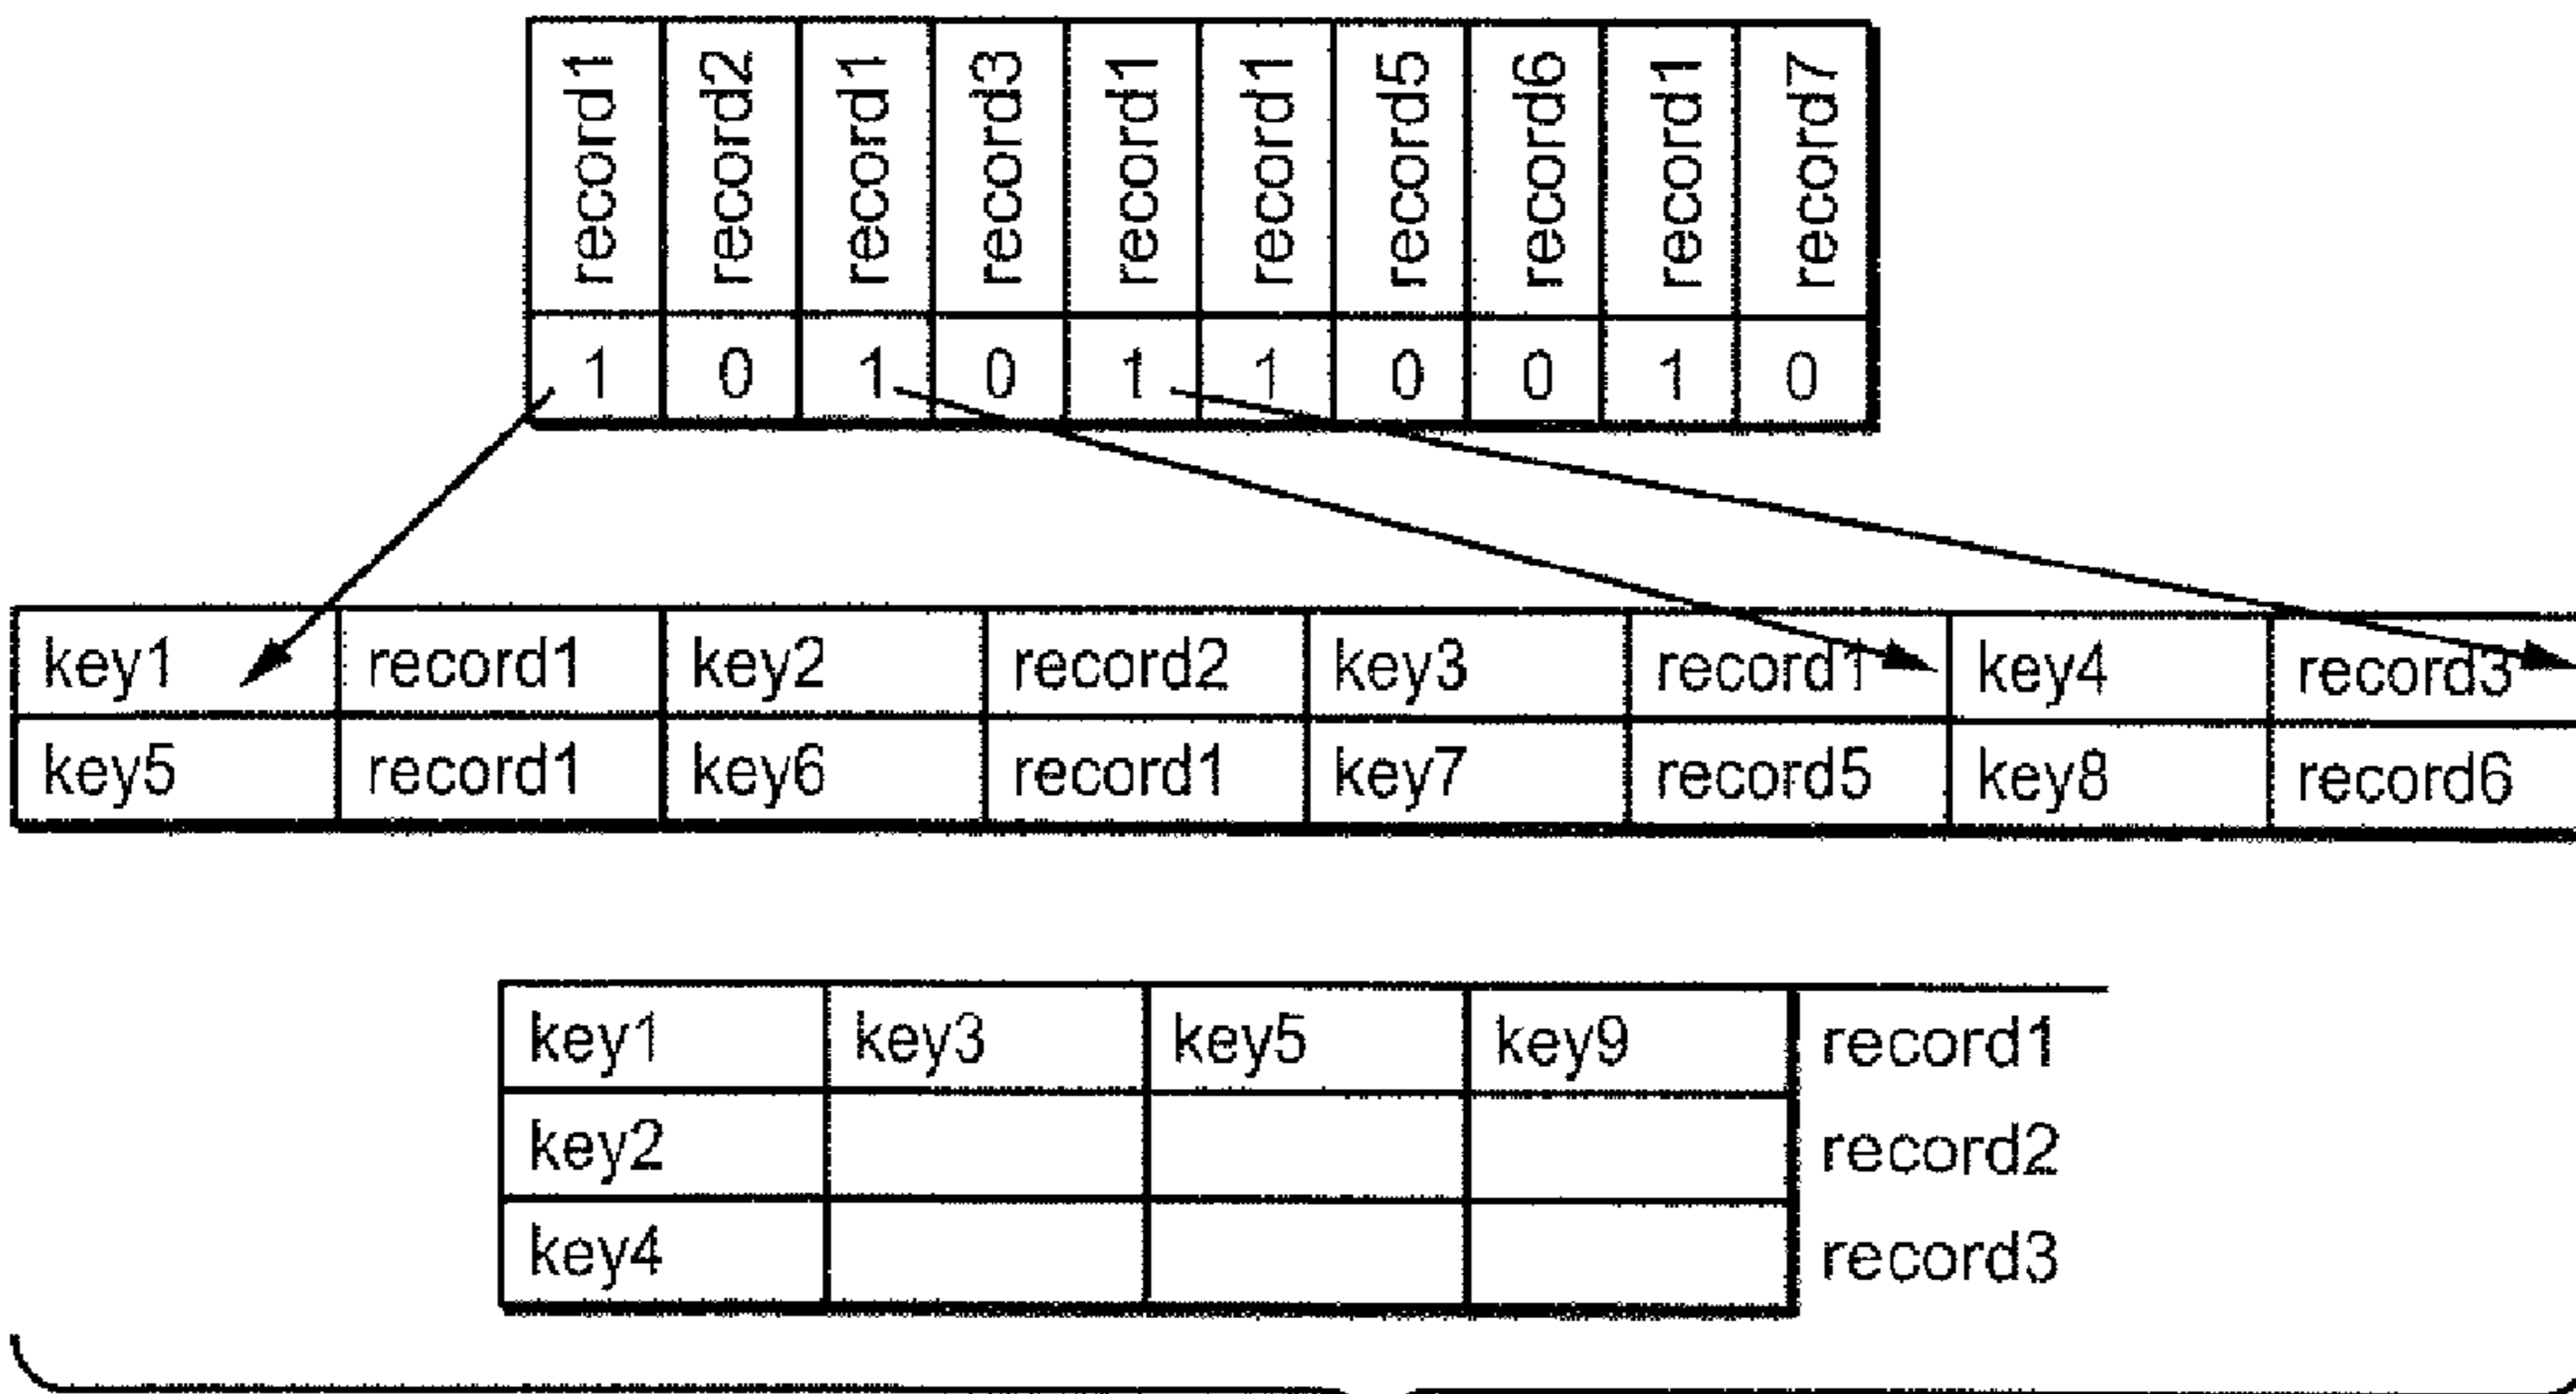 record1 record2 record1 record3 record1 record1 record5 record6 record1 record7
1 0 1 0 1 1 0 0 1 0
key1 record1 key2 record2 key3 record1 key4 record3
key5 record1 key6 record1 key7 record5 key8 record6
key1 key3 key5 key9 record1
key2 record2
key4 record3